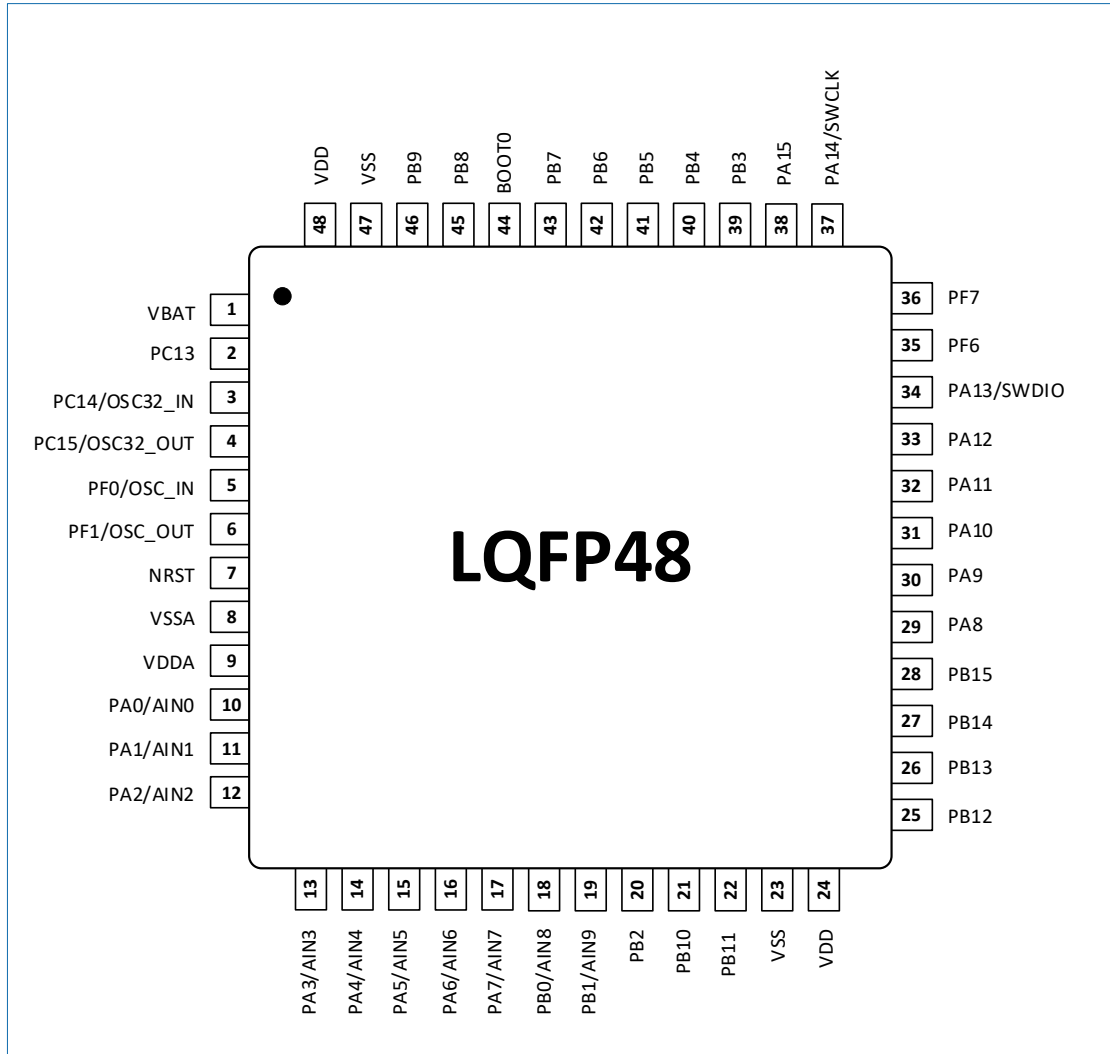 VDD
VSS
PB9
PB8
BOOT0
PB7
PB6
PB5
PB4
PB3
PA15
PA14/SWCLK
48
47
46
45
44
43
42
41
40
39
38
37
VBAT 1
PC13 2
PC14/OSC32_IN 3
PC15/OSC32_OUT 4
PF0/OSC_IN 5
PF1/OSC_OUT 6
NRST 7
VSSA 8
VDDA 9
PA0/AIN0 10
PA1/AIN1 11
PA2/AIN2 12
LQFP48
36 PF7
35 PF6
34 PA13/SWDIO
33 PA12
32 PA11
31 PA10
30 PA9
29 PA8
28 PB15
27 PB14
26 PB13
25 PB12
13
14
15
16
17
18
19
20
21
22
23
24
PA3/AIN3
PA4/AIN4
PA5/AIN5
PA6/AIN6
PA7/AIN7
PB0/AIN8
PB1/AIN9
PB2
PB10
PB11
VSS
VDD